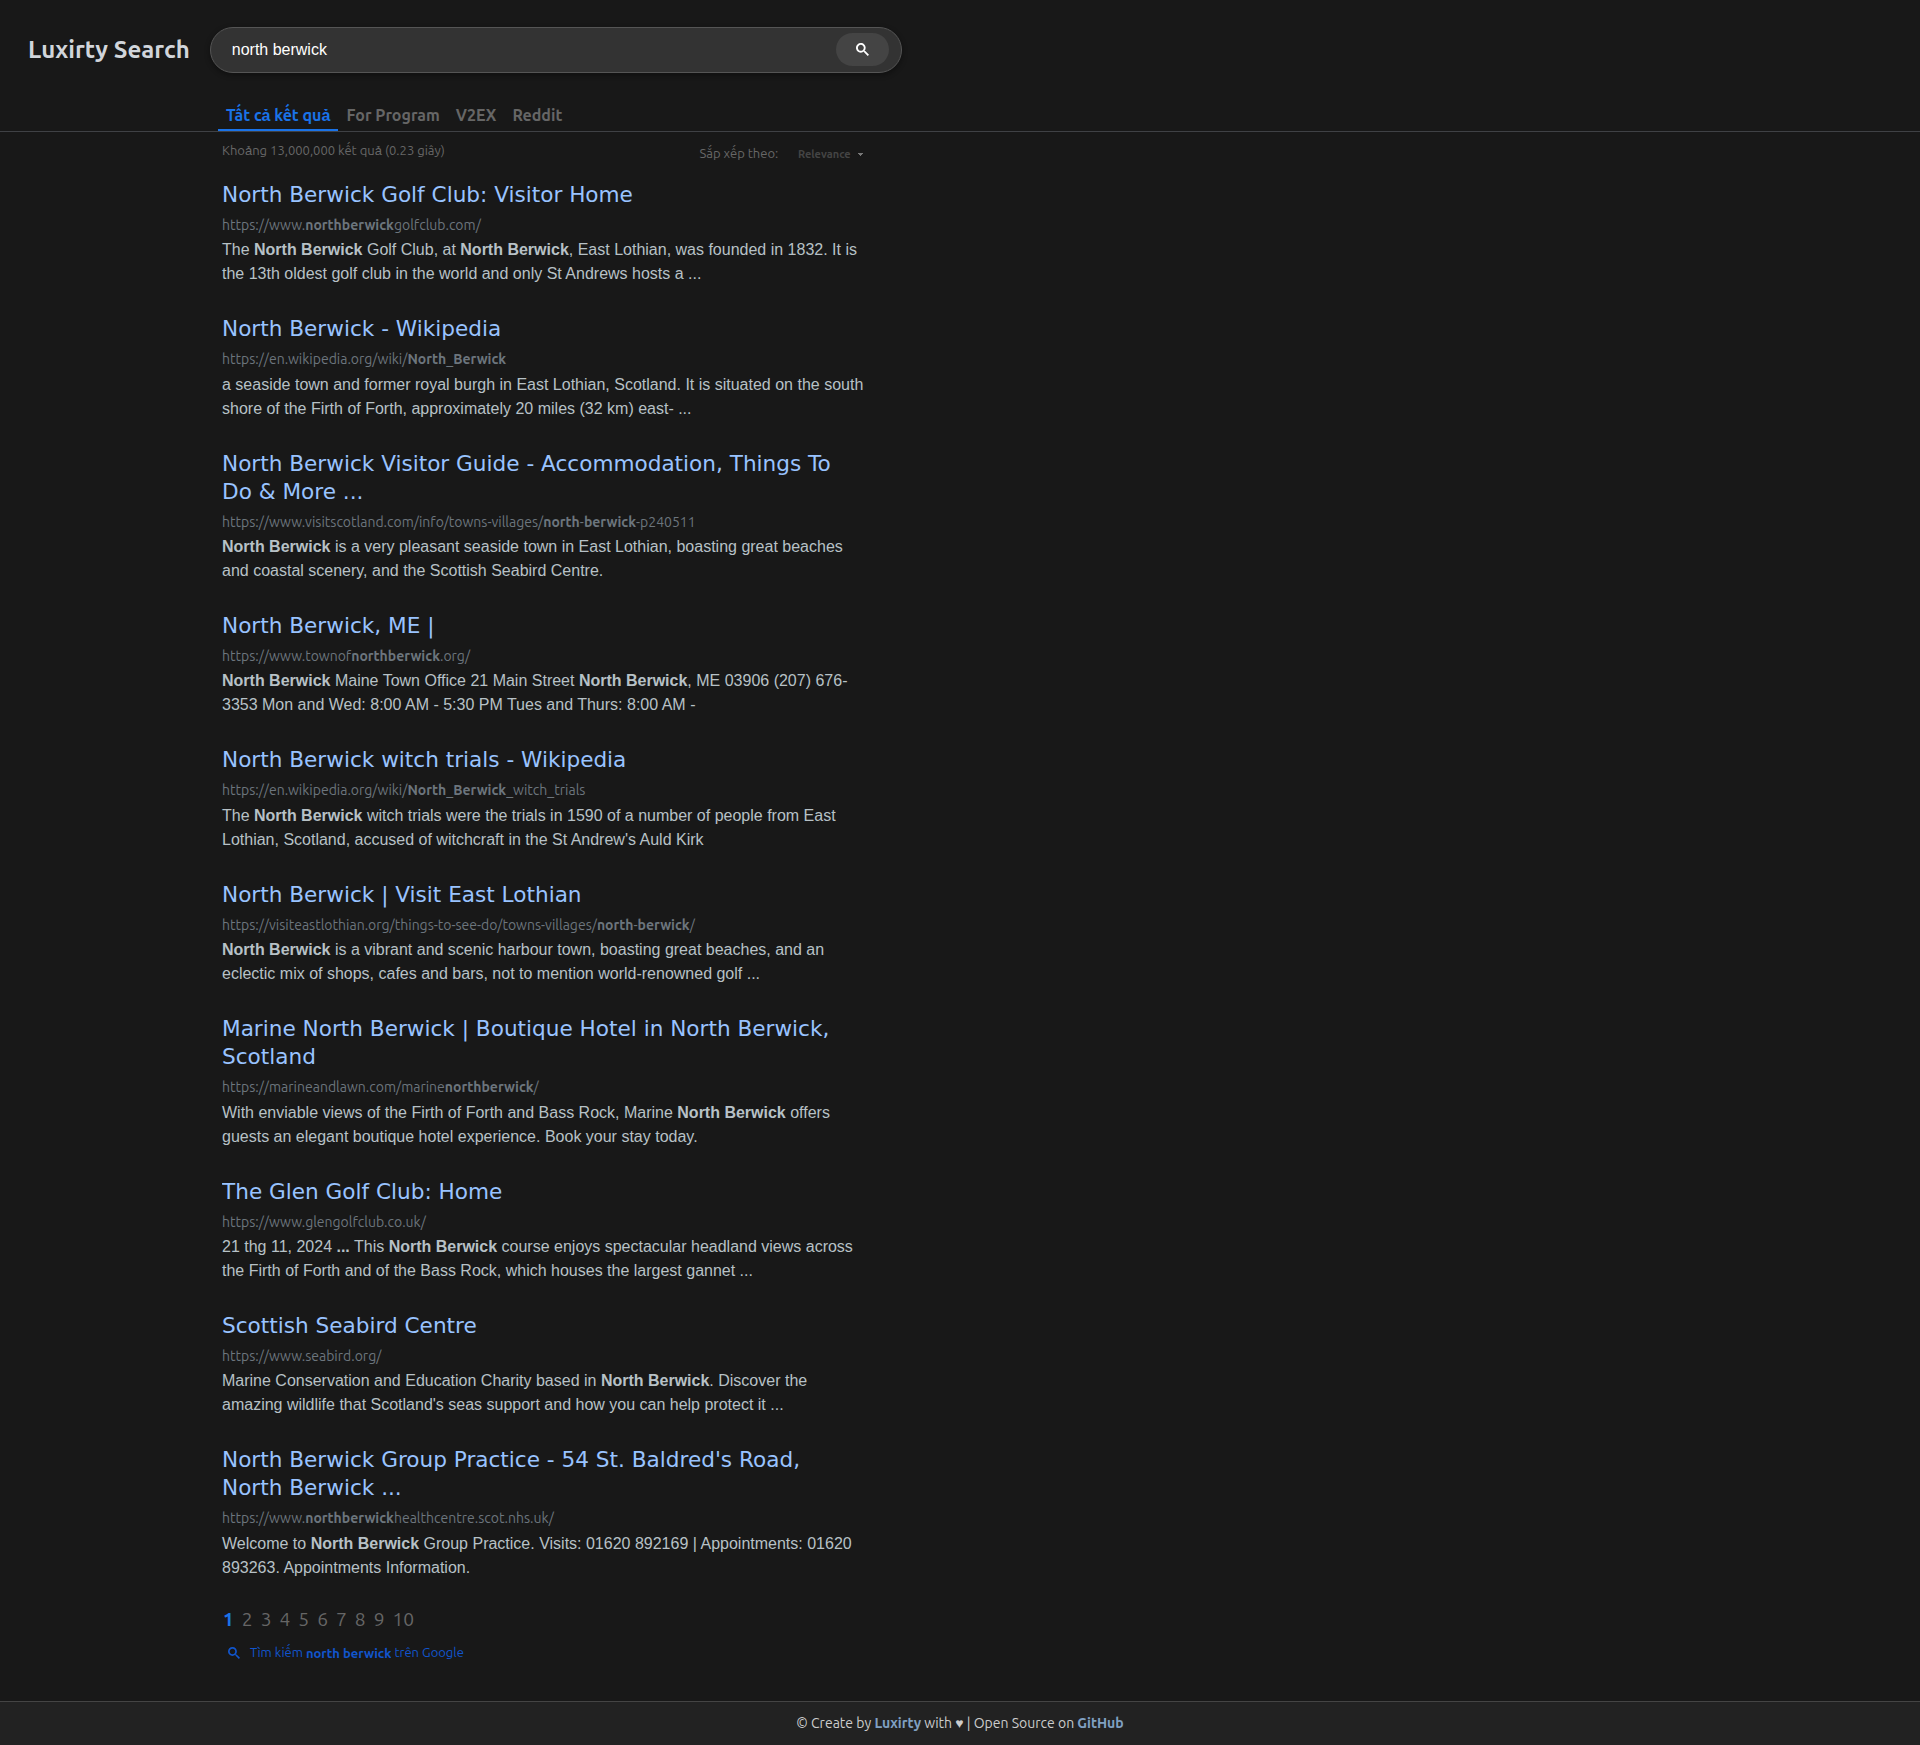 Luxirty Search
north berwick
Tất cả kết quả For Program V2EX Reddit
Khoảng 13,000,000 kết quả (0.23 giây)
Sắp xếp theo: Relevance
North Berwick Golf Club: Visitor Home
https://www.northberwickgolfclub.com/
The North Berwick Golf Club, at North Berwick, East Lothian, was founded in 1832. It is
the 13th oldest golf club in the world and only St Andrews hosts a ...
North Berwick - Wikipedia
https://en.wikipedia.org/wiki/North_Berwick
a seaside town and former royal burgh in East Lothian, Scotland. It is situated on the south
shore of the Firth of Forth, approximately 20 miles (32 km) east- ...
North Berwick Visitor Guide - Accommodation, Things To
Do & More ...
https://www.visitscotland.com/info/towns-villages/north-berwick-p240511
North Berwick is a very pleasant seaside town in East Lothian, boasting great beaches
and coastal scenery, and the Scottish Seabird Centre.
North Berwick, ME |
https://www.townofnorthberwick.org/
North Berwick Maine Town Office 21 Main Street North Berwick, ME 03906 (207) 676-
3353 Mon and Wed: 8:00 AM - 5:30 PM Tues and Thurs: 8:00 AM -
North Berwick witch trials - Wikipedia
https://en.wikipedia.org/wiki/North_Berwick_witch_trials
The North Berwick witch trials were the trials in 1590 of a number of people from East
Lothian, Scotland, accused of witchcraft in the St Andrew's Auld Kirk
North Berwick | Visit East Lothian
https://visiteastlothian.org/things-to-see-do/towns-villages/north-berwick/
North Berwick is a vibrant and scenic harbour town, boasting great beaches, and an
eclectic mix of shops, cafes and bars, not to mention world-renowned golf ...
Marine North Berwick | Boutique Hotel in North Berwick,
Scotland
https://marineandlawn.com/marinenorthberwick/
With enviable views of the Firth of Forth and Bass Rock, Marine North Berwick offers
guests an elegant boutique hotel experience. Book your stay today.
The Glen Golf Club: Home
https://www.glengolfclub.co.uk/
21 thg 11, 2024 ... This North Berwick course enjoys spectacular headland views across
the Firth of Forth and of the Bass Rock, which houses the largest gannet ...
Scottish Seabird Centre
https://www.seabird.org/
Marine Conservation and Education Charity based in North Berwick. Discover the
amazing wildlife that Scotland's seas support and how you can help protect it ...
North Berwick Group Practice - 54 St. Baldred's Road,
North Berwick ...
https://www.northberwickhealthcentre.scot.nhs.uk/
Welcome to North Berwick Group Practice. Visits: 01620 892169 | Appointments: 01620
893263. Appointments Information.
1 2 3 4 5 6 7 8 9 10
Tìm kiếm north berwick trên Google
© Create by Luxirty with ♥ | Open Source on GitHub